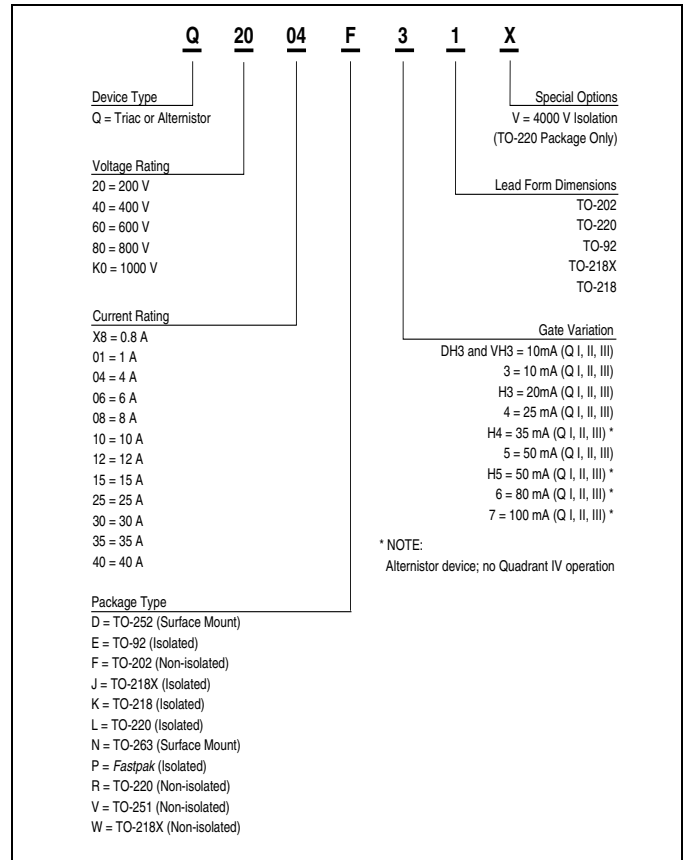 Q 20 04 F 3 1 X
Device Type
Q = Triac or Alternistor
Voltage Rating
20 = 200 V
40 = 400 V
60 = 600 V
80 = 800 V
K0 = 1000 V
Current Rating
X8 = 0.8 A
01 = 1 A
04 = 4 A
06 = 6 A
08 = 8 A
10 = 10 A
12 = 12 A
15 = 15 A
25 = 25 A
30 = 30 A
35 = 35 A
40 = 40 A
Package Type
D = TO-252 (Surface Mount)
E = TO-92 (Isolated)
F = TO-202 (Non-isolated)
J = TO-218X (Isolated)
K = TO-218 (Isolated)
L = TO-220 (Isolated)
N = TO-263 (Surface Mount)
P = Fastpak (Isolated)
R = TO-220 (Non-isolated)
V = TO-251 (Non-isolated)
W = TO-218X (Non-isolated)
Special Options
V = 4000 V Isolation
(TO-220 Package Only)
Lead Form Dimensions
TO-202
TO-220
TO-92
TO-218X
TO-218
Gate Variation
DH3 and VH3 = 10mA (Q I, II, III)
3 = 10 mA (Q I, II, III)
H3 = 20mA (Q I, II, III)
4 = 25 mA (Q I, II, III)
H4 = 35 mA (Q I, II, III) *
5 = 50 mA (Q I, II, III)
H5 = 50 mA (Q I, II, III) *
6 = 80 mA (Q I, II, III) *
7 = 100 mA (Q I, II, III) *
* NOTE:
Alternistor device; no Quadrant IV operation